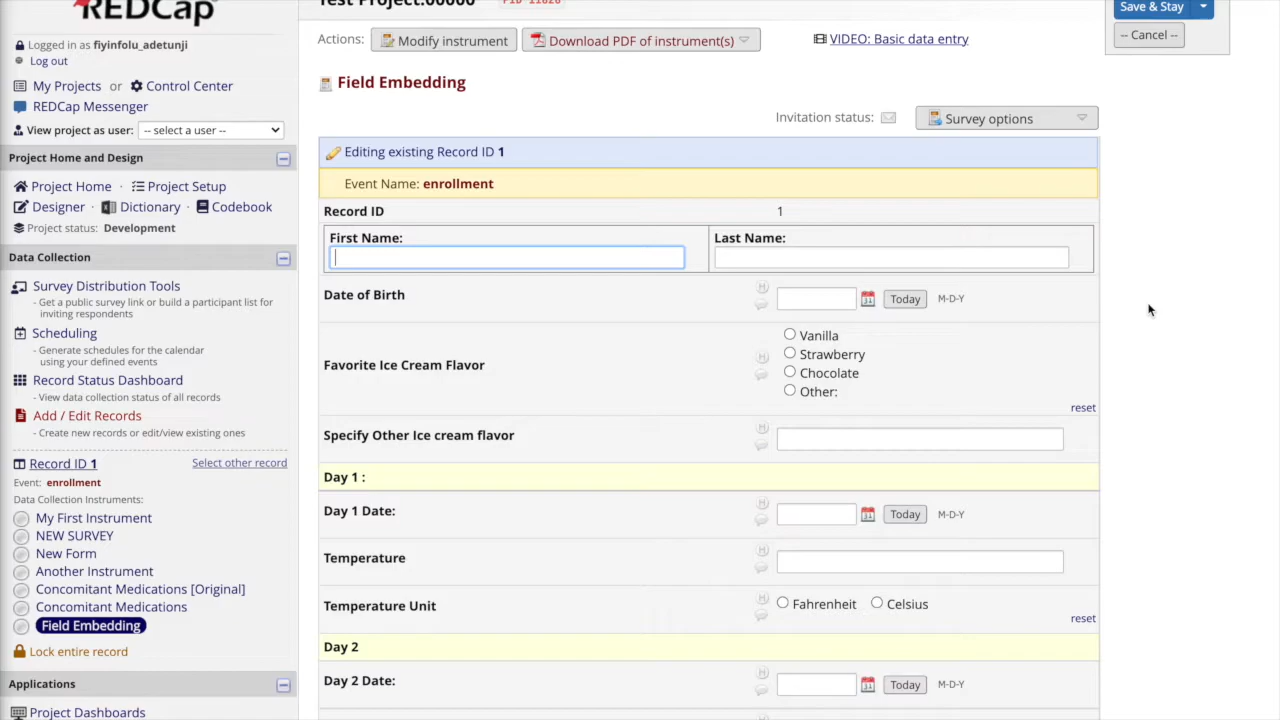 REDCap
Logged in as fiyinfolu_adetunji
Log out
My Projects or Control Center
REDCap Messenger
View project as user: -- select a user --
Project Home and Design
Project Home · Project Setup
Designer · Dictionary · Codebook
Project status: Development
Data Collection
Survey Distribution Tools
- Get a public survey link or build a participant list for
inviting respondents
Scheduling
- Generate schedules for the calendar
using your defined events
Record Status Dashboard
- View data collection status of all records
Add / Edit Records
- Create new records or edit/view existing ones
Record ID 1 Select other record
Event: enrollment
Data Collection Instruments:
My First Instrument
NEW SURVEY
New Form
Another Instrument
Concomitant Medications [Original]
Concomitant Medications
Field Embedding
Lock entire record
Applications
Project Dashboards
Test Project.00000 PID 11020
Actions: Modify instrument Download PDF of instrument(s) VIDEO: Basic data entry
Save & Stay
-- Cancel --
Field Embedding
Invitation status: Survey options
Editing existing Record ID 1
Event Name: enrollment
Record ID 1
First Name: Last Name:
Date of Birth 31 Today M-D-Y
Favorite Ice Cream Flavor
H
Vanilla
Strawberry
Chocolate
Other:
reset
Specify Other Ice cream flavor H
Day 1 :
Day 1 Date: H 31 Today M-D-Y
Temperature H
Temperature Unit H Fahrenheit Celsius
reset
Day 2
Day 2 Date: H 31 Today M-D-Y